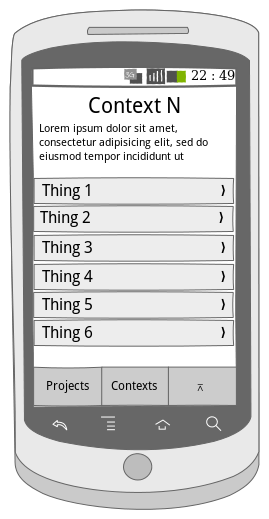 22 : 49
Context N
Lorem ipsum dolor sit amet,
consectetur adipisicing elit, sed do
eiusmod tempor incididunt ut
Thing 1
Thing 2
Thing 3
Thing 4
Thing 5
Thing 6
Projects Contexts